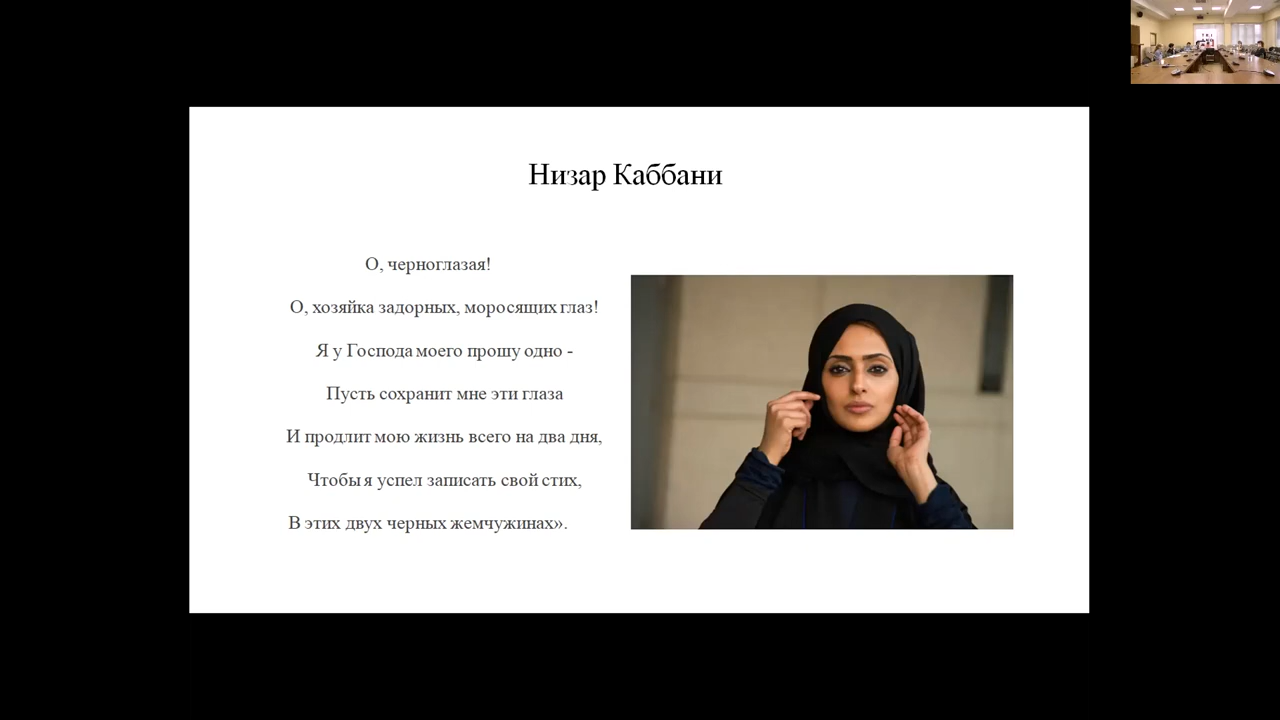 Низар Каббани
О, черноглазая!
О, хозяйка задорных, моросящих глаз!
Я у Господа моего прошу одно -
Пусть сохранит мне эти глаза
И продлит мою жизнь всего на два дня,
Чтобы я успел записать свой стих,
В этих двух черных жемчужинах».